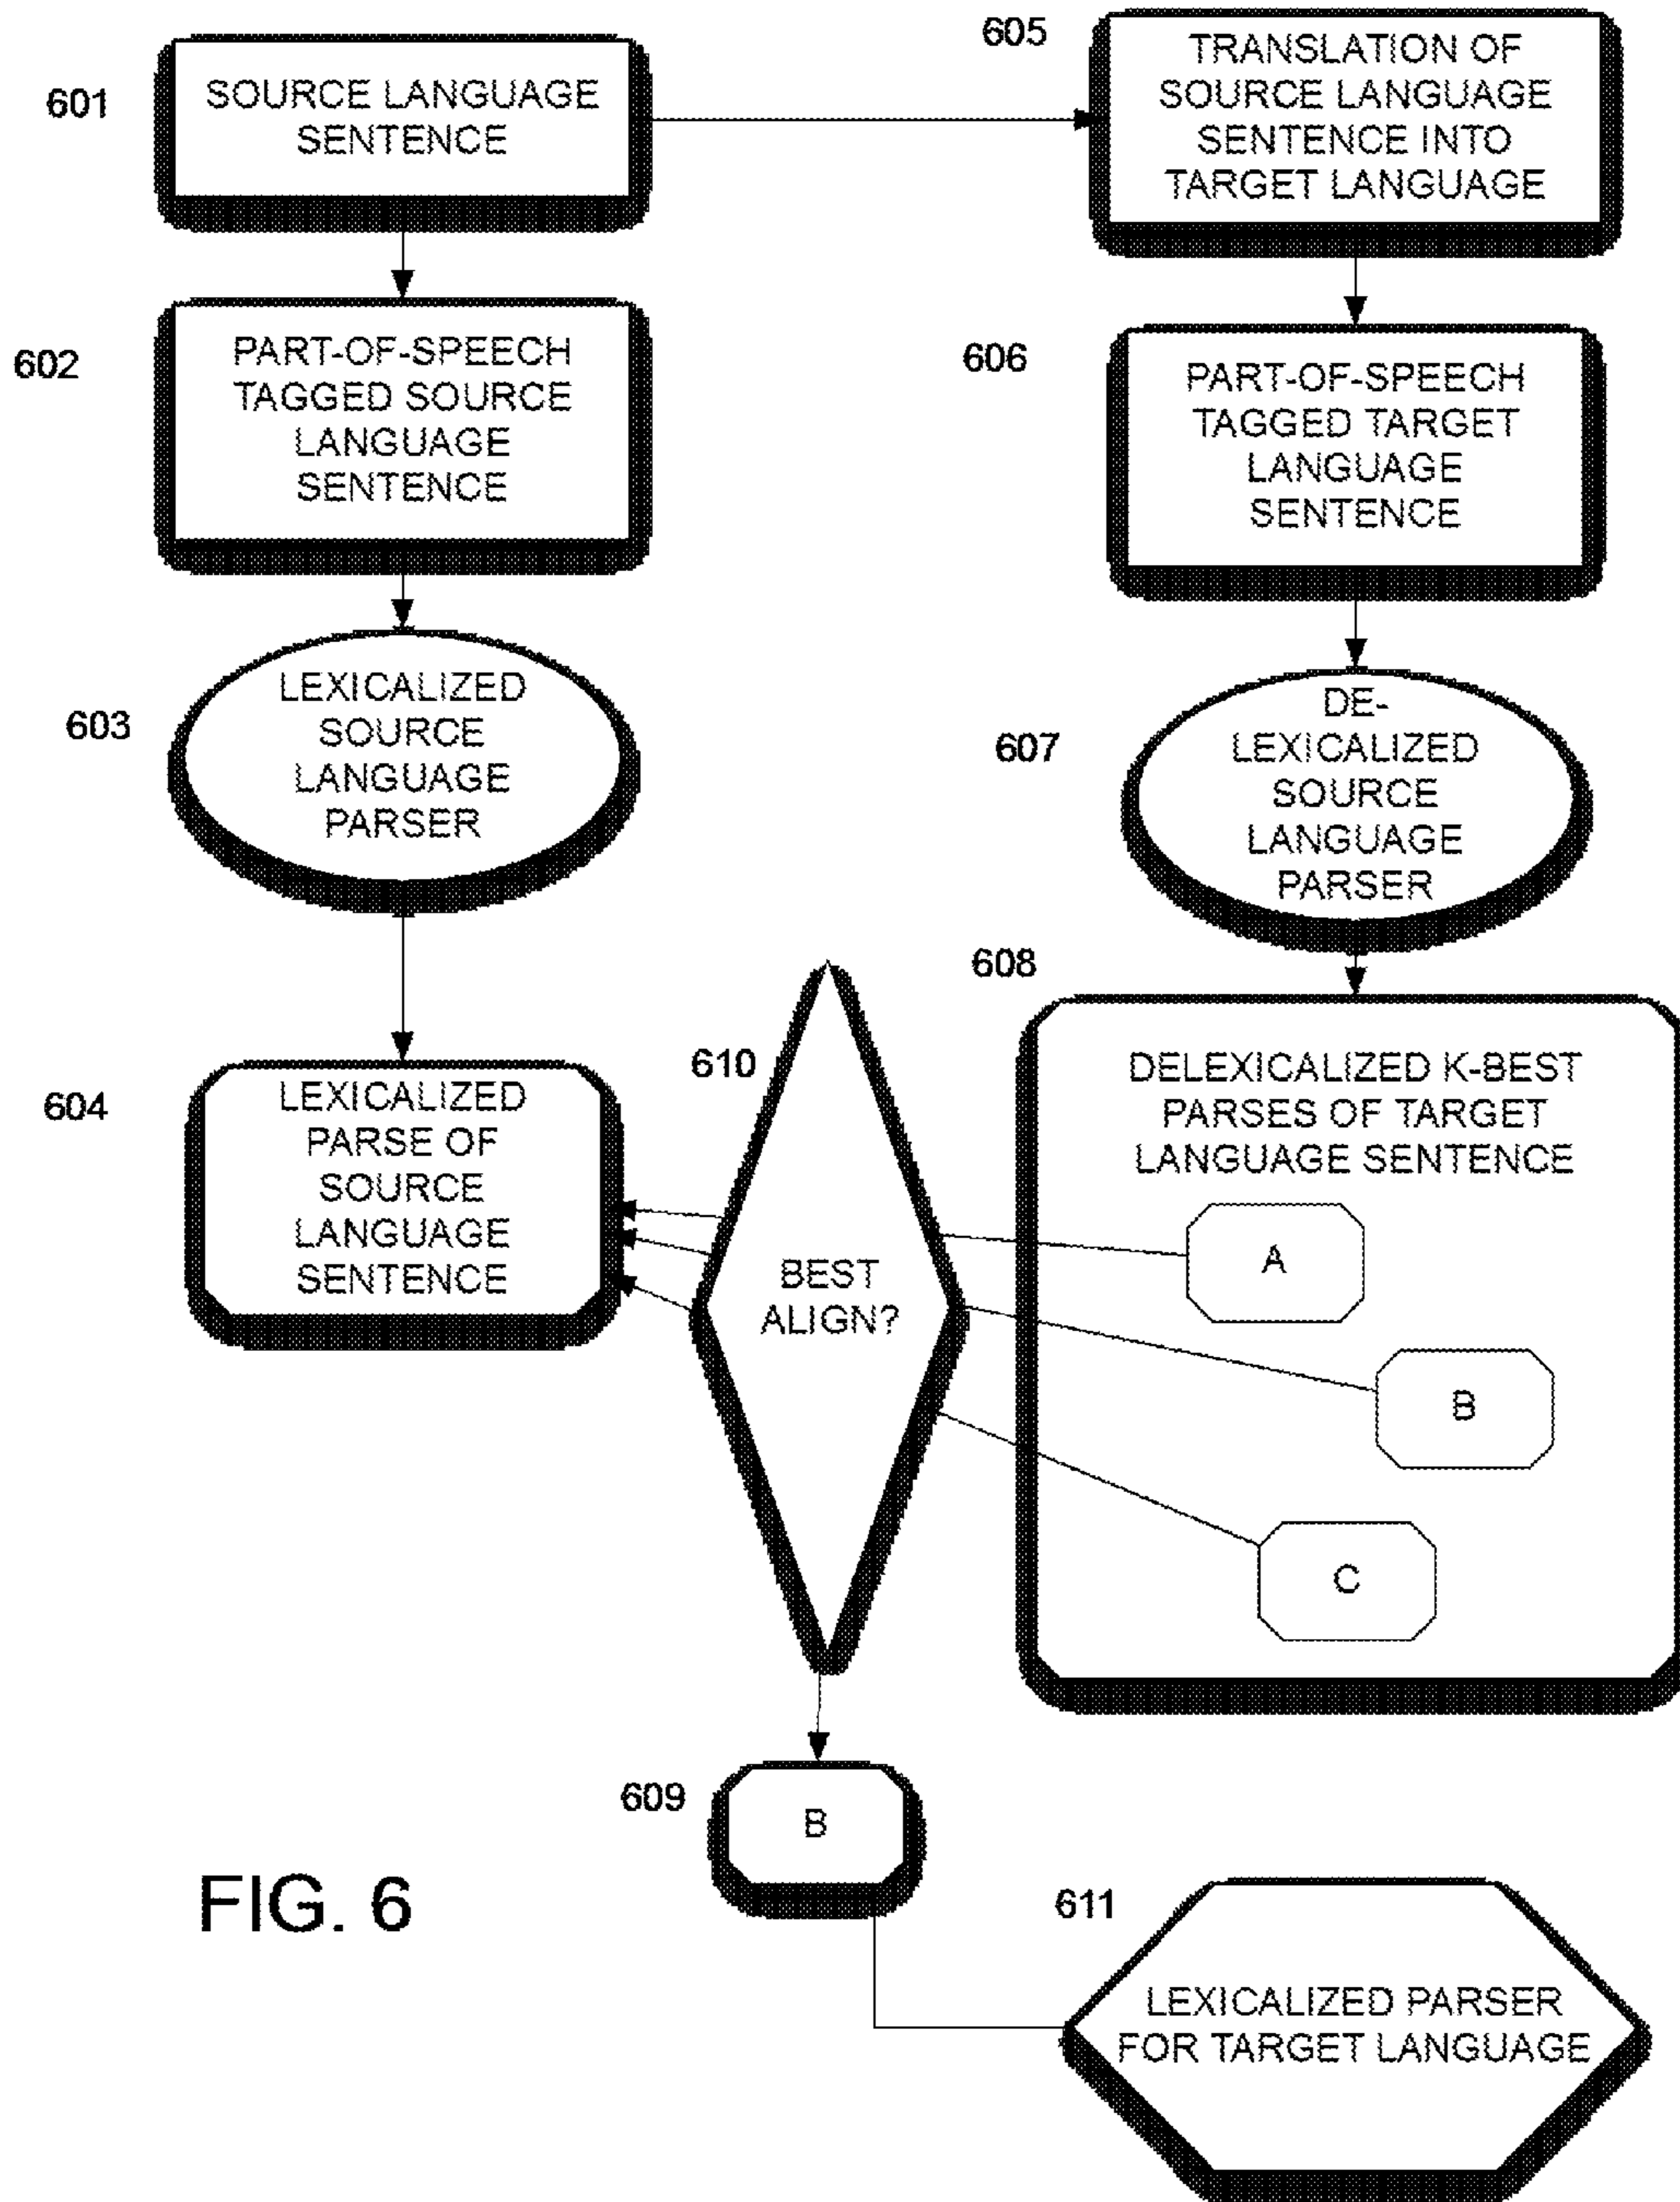 601
SOURCE LANGUAGE
SENTENCE
605
TRANSLATION OF
SOURCE LANGUAGE
SENTENCE INTO
TARGET LANGUAGE
602
PART-OF-SPEECH
TAGGED SOURCE
LANGUAGE
SENTENCE
606
PART-OF-SPEECH
TAGGED TARGET
LANGUAGE
SENTENCE
603
LEXICALIZED
SOURCE
LANGUAGE
PARSER
607
DE-
LEXICALIZED
SOURCE
LANGUAGE
PARSER
604
LEXICALIZED
PARSE OF
SOURCE
LANGUAGE
SENTENCE
610
BEST
ALIGN?
608
DELEXICALIZED K-BEST
PARSES OF TARGET
LANGUAGE SENTENCE
A
B
C
609
B
611
LEXICALIZED PARSER
FOR TARGET LANGUAGE
FIG. 6